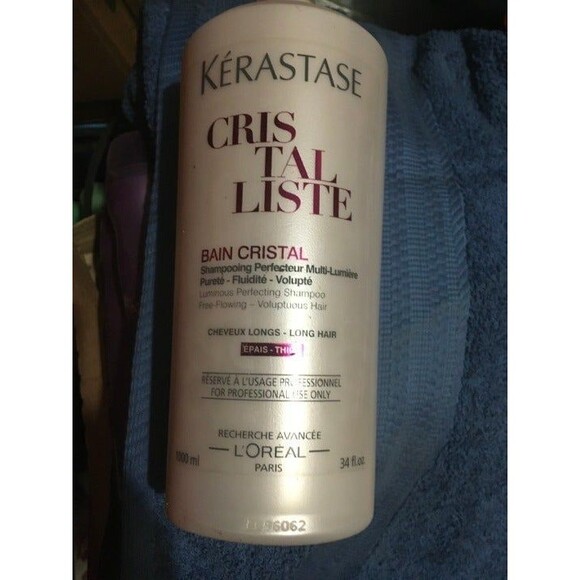 KÉRASTASE
CRIS
TAL
LISTE
BAIN CRISTAL
Shampooing Perfecteur Multi-Lumière
Pureté - Fluidité - Volupté
Luminous Perfecting Shampoo
Free-Flowing - Voluptuous Hair
CHEVEUX LONGS - LONG HAIR
ÉPAIS -
RÉSERVÉ À L'USAGE PROFESSIONNEL
FOR PROFESSIONAL USE ONLY
RECHERCHE AVANCÉE
L'ORÉAL
PARIS
1000 ml
34 fl.oz.